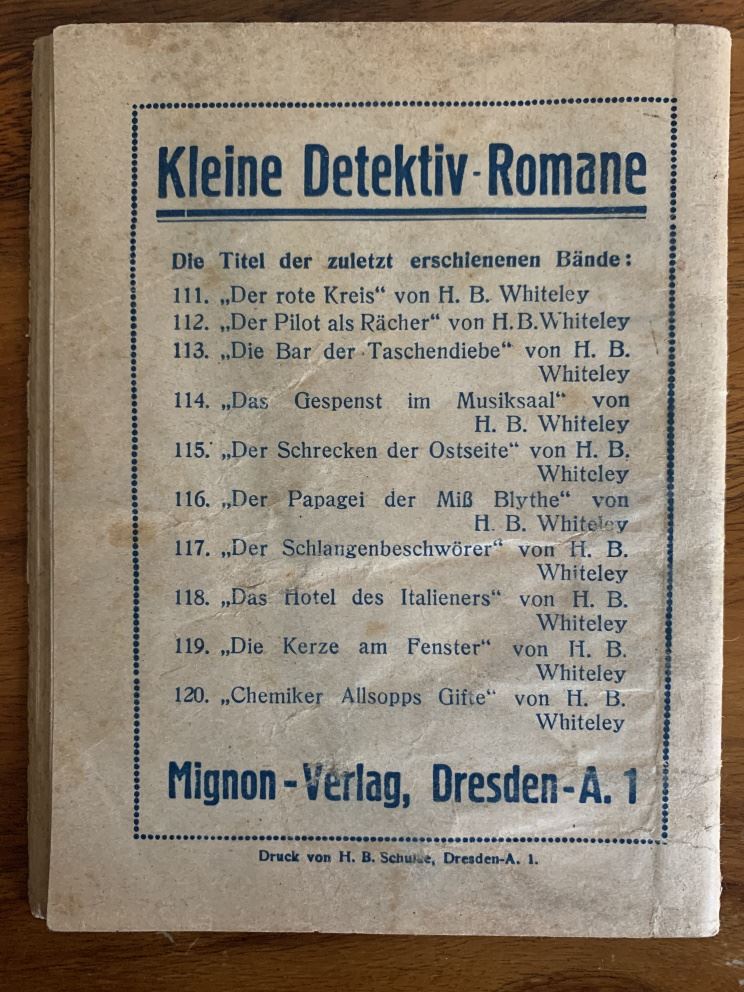 Kleine Detektiv-Romane
Die Titel der zuletzt erschienenen Bände:
111. „Der rote Kreis“ von H. B. Whiteley
112. „Der Pilot als Rächer“ von H.B.Whiteley
113. „Die Bar der Taschendiebe“ von H. B.
Whiteley
114. „Das Gespenst im Musiksaal“ von
H. B. Whiteley
115. „Der Schrecken der Ostseite“ von H. B.
Whiteley
116. „Der Papagei der Miß Blythe“ von
H. B. Whiteley
117. „Der Schlangenbeschwörer“ von H. B.
Whiteley
118. „Das Hotel des Italieners“ von H. B.
Whiteley
119. „Die Kerze am Fenster“ von H. B.
Whiteley
120. „Chemiker Allsopps Gifte“ von H. B.
Whiteley
Mignon-Verlag, Dresden-A. 1
Druck von H. B. Dresden-A. 1.